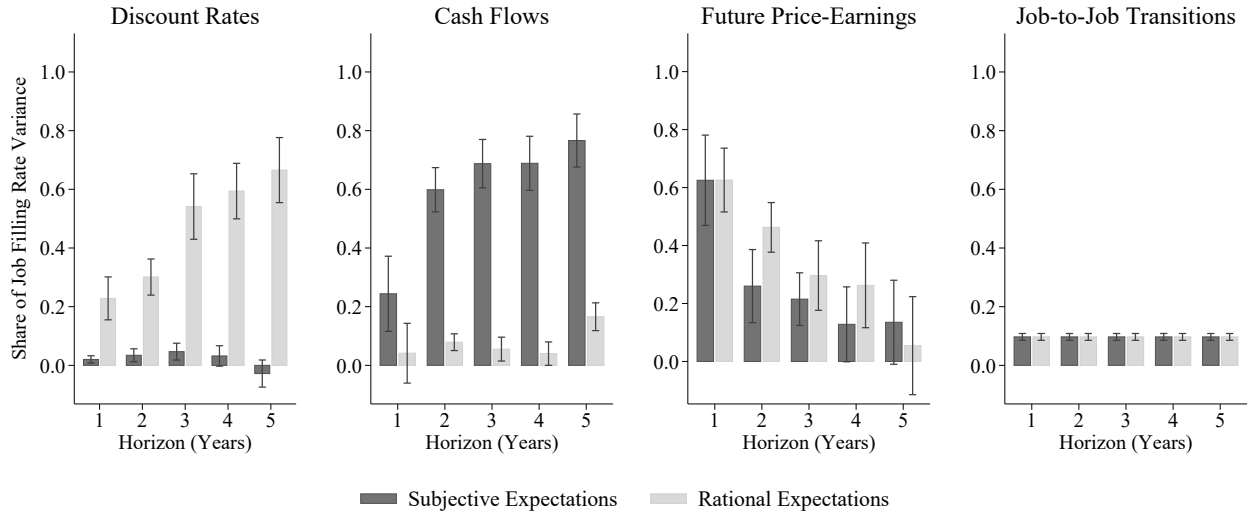 Discount Rates
Cash Flows
Future Price-Earnings
Job-to-Job Transitions
Share of Job Filling Rate Variance
1.0
0.8
0.6
0.4
0.2
0.0
1 2 3 4 5
Horizon (Years)
1.0
0.8
0.6
0.4
0.2
0.0
1 2 3 4 5
Horizon (Years)
1.0
0.8
0.6
0.4
0.2
0.0
1 2 3 4 5
Horizon (Years)
1.0
0.8
0.6
0.4
0.2
0.0
1 2 3 4 5
Horizon (Years)
Subjective Expectations
Rational Expectations